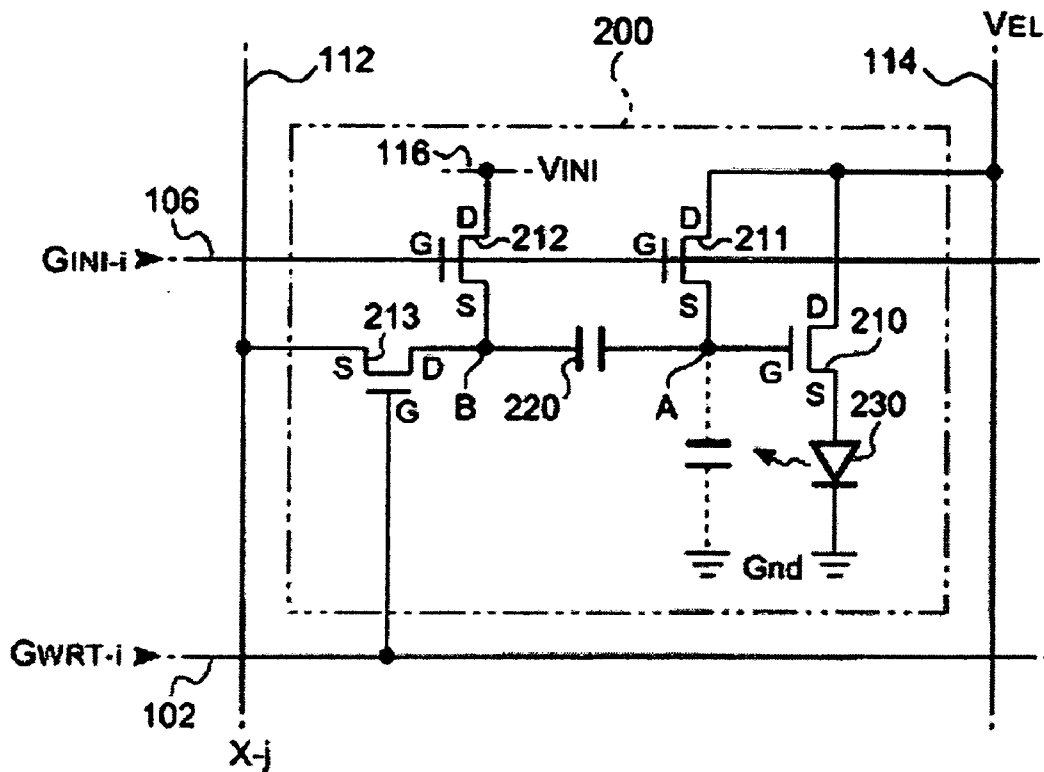 200
VEL
112
114
116
VINI
106
D
212
D
211
GINI-i
G
G
S
S
D
213
210
S
D
G
B
220
A
G
S
230
Gnd
GWRT-i
102
X-j